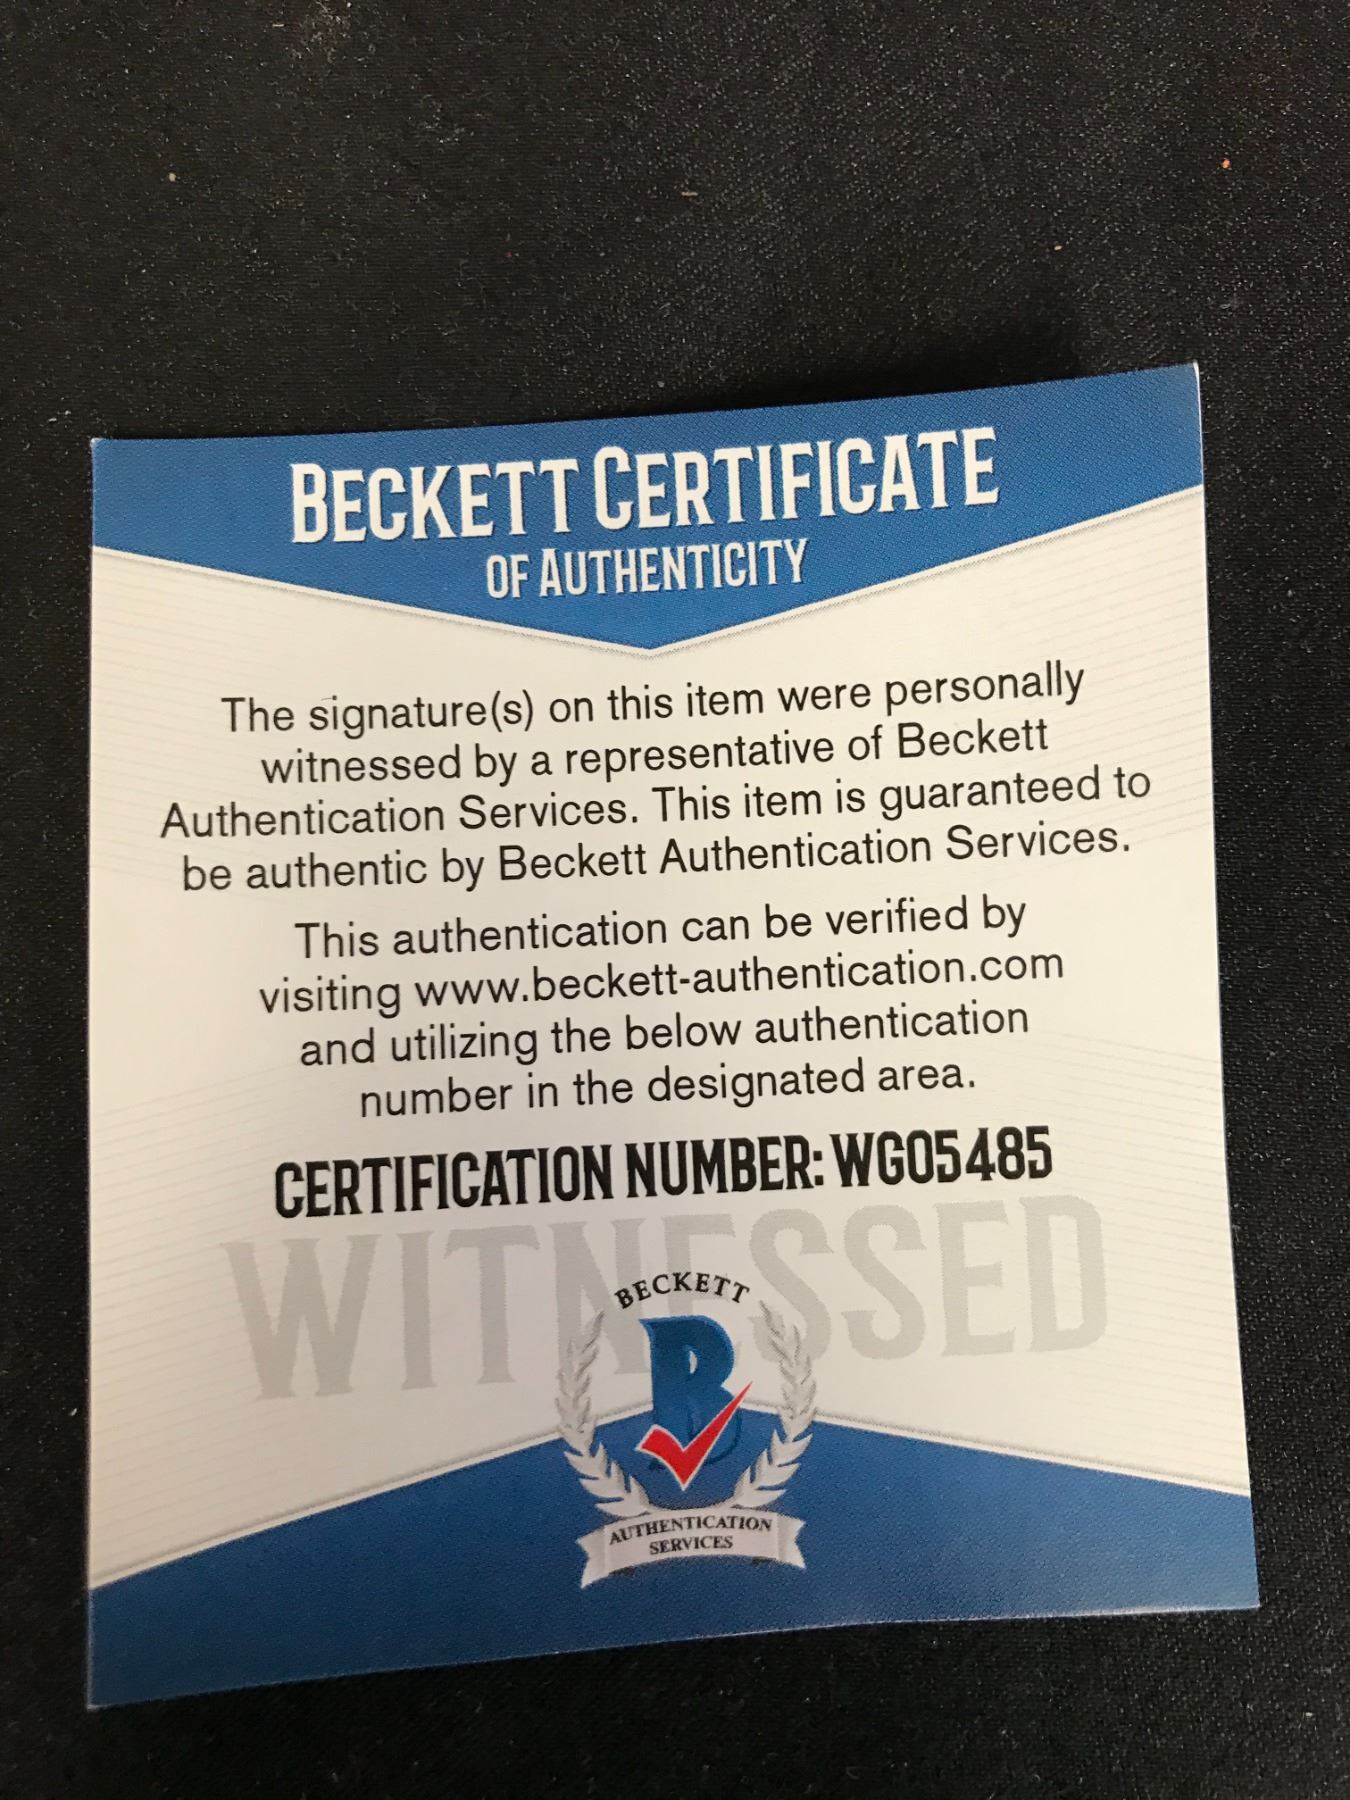 BECKETT CERTIFICATE
OF AUTHENTICITY
The signature(s) on this item were personally
witnessed by a representative of Beckett
Authentication Services. This item is guaranteed to
be authentic by Beckett Authentication Services.
This authentication can be verified by
visiting www.beckett-authentication.com
and utilizing the below authentication
number in the designated area.
CERTIFICATION NUMBER: WG05485
WITNESSED
BECKETT
B
AUTHENTICATION
SERVICES